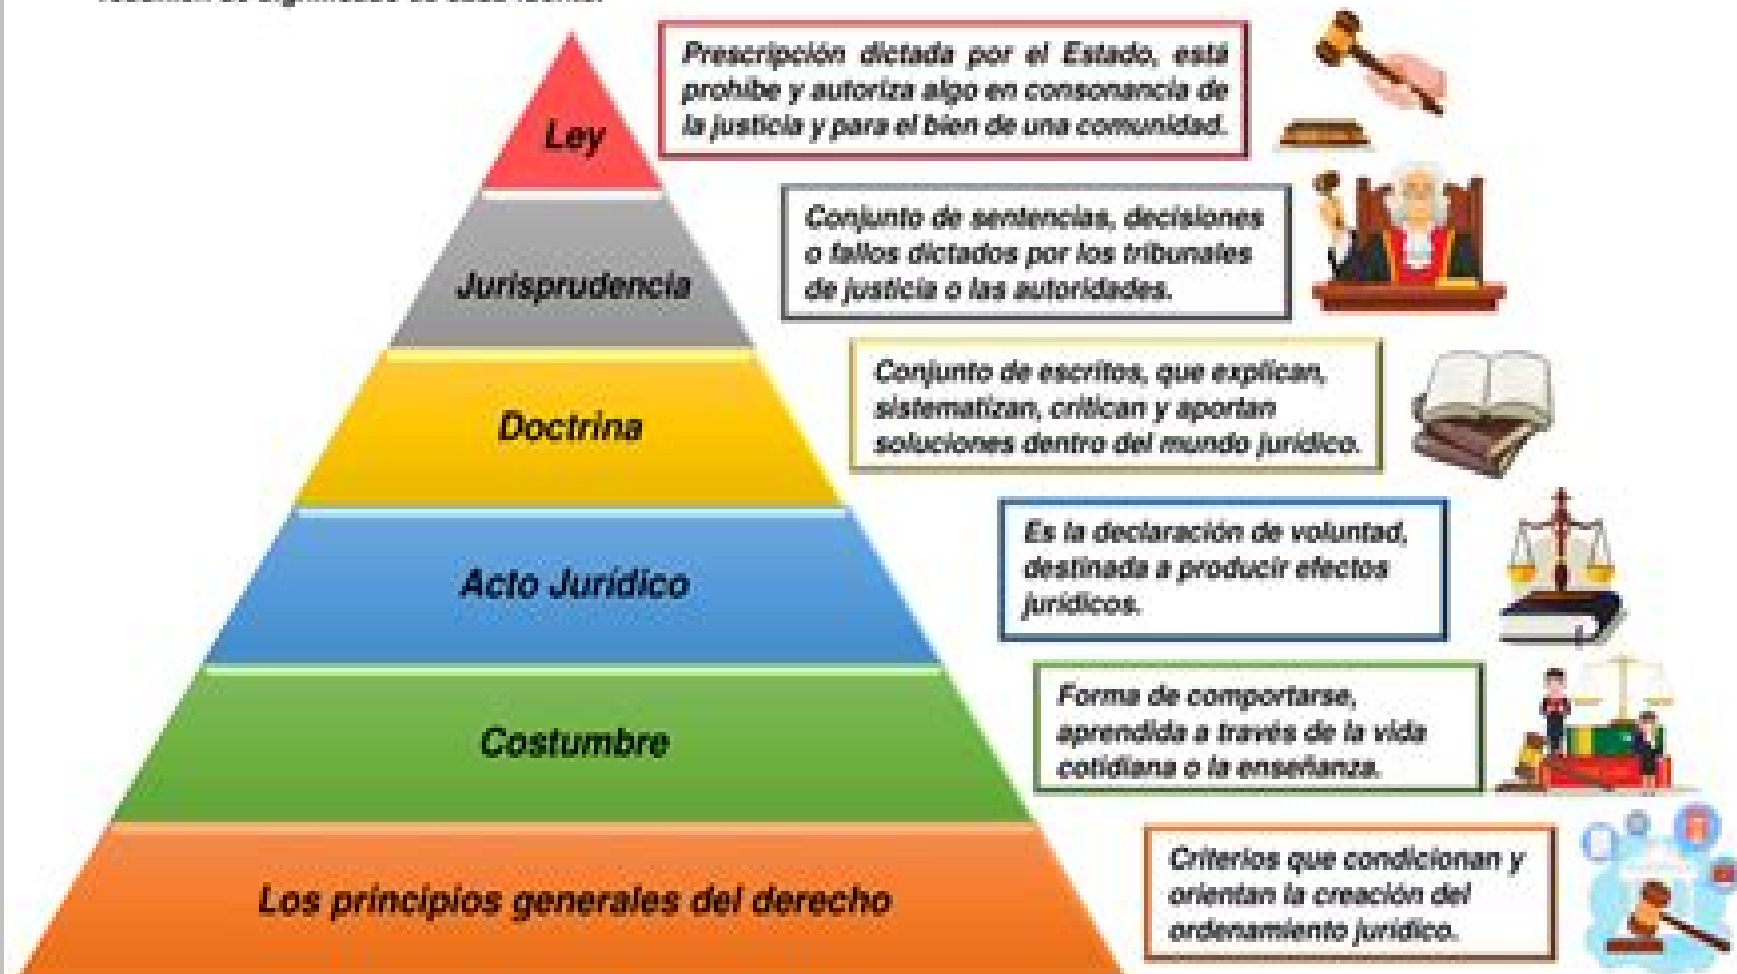 Ley
Prescripción dictada por el Estado, está
prohíbe y autoriza algo en consonancia de
la justicia y para el bien de una comunidad.
Jurisprudencia
Conjunto de sentencias, decisiones
o fallos dictados por los tribunales
de justicia o las autoridades.
Doctrina
Conjunto de escritos, que explican,
sistematizan, critican y aportan
soluciones dentro del mundo jurídico.
Acto Jurídico
Es la declaración de voluntad,
destinada a producir efectos
jurídicos.
Costumbre
Forma de comportarse,
aprendida a través de la vida
cotidiana o la enseñanza.
Los principios generales del derecho
Criterios que condicionan y
orientan la creación del
ordenamiento jurídico.